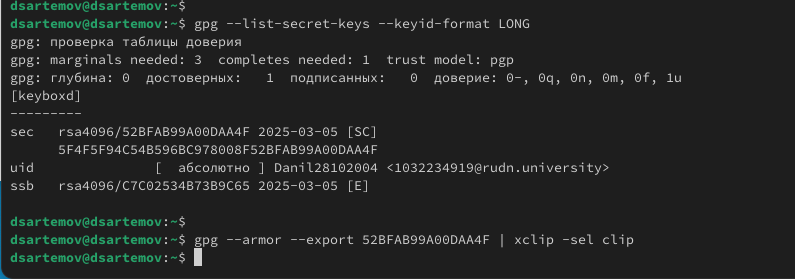 dsartemov@dsartemov:~$
dsartemov@dsartemov:~$ gpg --list-secret-keys --keyid-format LONG
gpg: проверка таблицы доверия
gpg: marginals needed: 3  completes needed: 1  trust model: pgp
gpg: глубина: 0  достоверных:   1  подписанных:   0  доверие: 0-, 0q, 0n, 0m, 0f, 1u
[keyboxd]
---------
sec   rsa4096/52BFAB99A00DAA4F 2025-03-05 [SC]
      5F4F5F94C54B596BC978008F52BFAB99A00DAA4F
uid                 [  абсолютно ] Danil28102004 <1032234919@rudn.university>
ssb   rsa4096/C7C02534B73B9C65 2025-03-05 [E]
dsartemov@dsartemov:~$
dsartemov@dsartemov:~$ gpg --armor --export 52BFAB99A00DAA4F | xclip -sel clip
dsartemov@dsartemov:~$